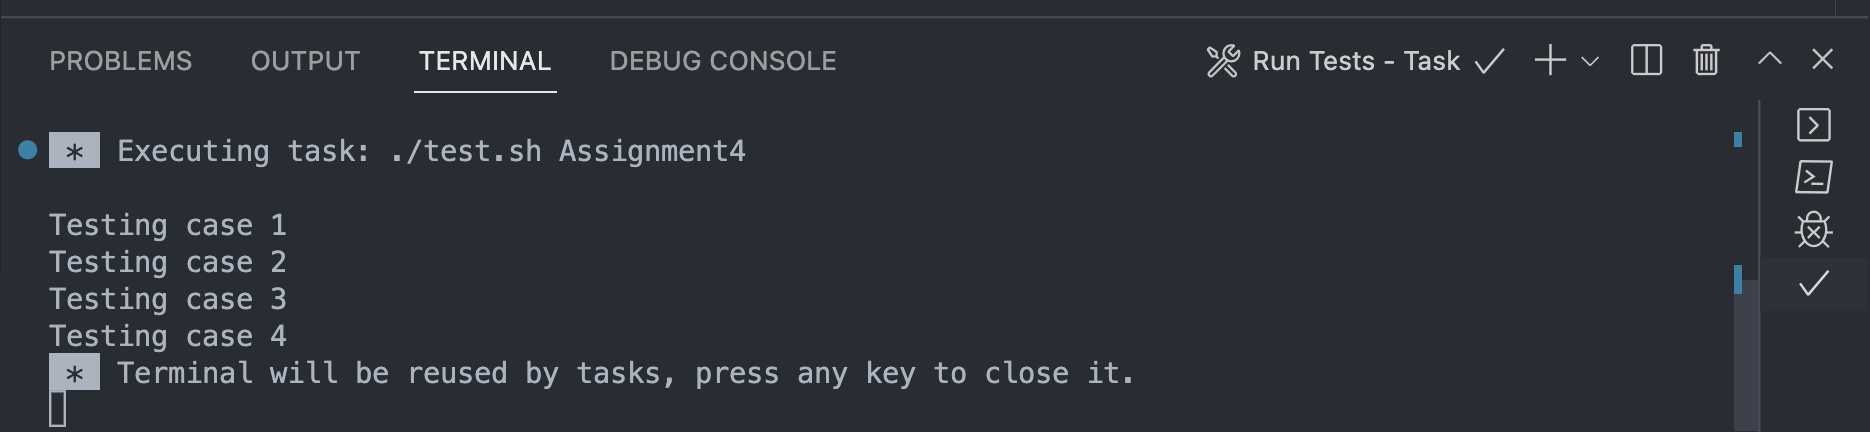 PROBLEMS OUTPUT TERMINAL DEBUG CONSOLE Run Tests - Task
* Executing task: ./test.sh Assignment4
Testing case 1
Testing case 2
Testing case 3
Testing case 4
* Terminal will be reused by tasks, press any key to close it.